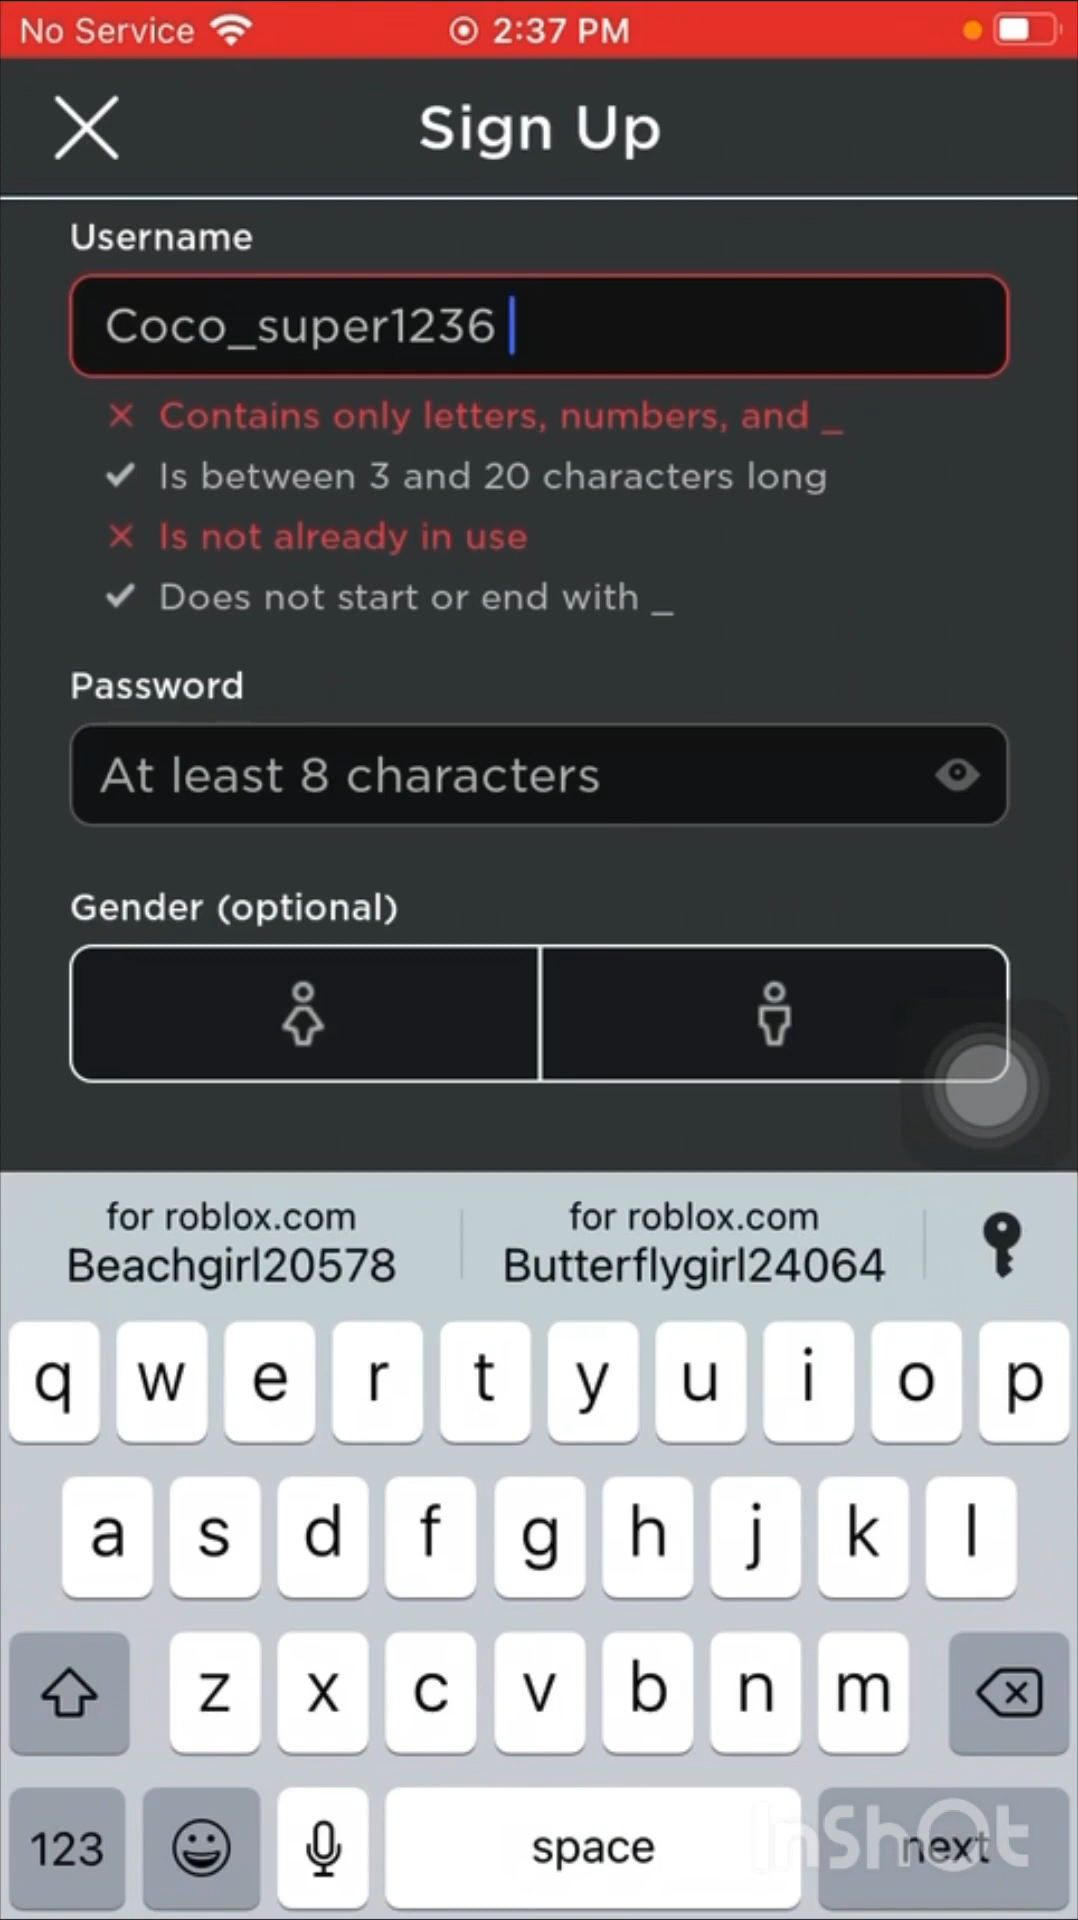 No Service 2:37 PM
Sign Up
Username
Coco_super1236
Contains only letters, numbers, and _
Is between 3 and 20 characters long
Is not already in use
Does not start or end with _
Password
At least 8 characters
Gender (optional)
for roblox.com for roblox.com
Beachgirl20578 Butterflygirl24064
q w e r t y u i o p
a s d f g h j k l
z x c v b n m
123 space next
InShOt